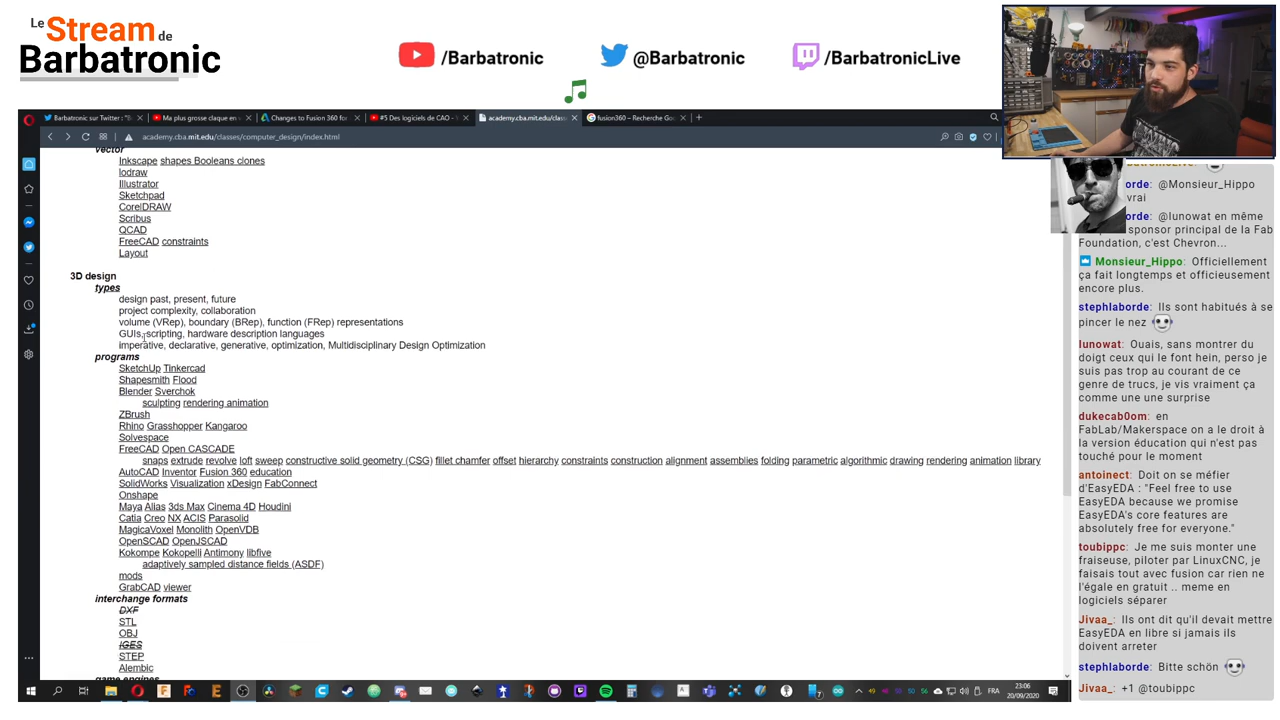 Le Stream de
Barbatronic
/Barbatronic
@Barbatronic
/BarbatronicLive
Barbatronic sur Twitter : "B
Ma plus grosse claque en
Changes to Fusion 360 for
#5 Des logiciels de CAO -
academy.cba.mit.edu/clas
fusion360 – Recherche Go
academy.cba.mit.edu/classes/computer_design/index.html
vector
Inkscape shapes Booleans clones
lodraw
Illustrator
Sketchpad
CorelDRAW
Scribus
QCAD
FreeCAD constraints
Layout
3D design
types
design past, present, future
project complexity, collaboration
volume (VRep), boundary (BRep), function (FRep) representations
GUIs, scripting, hardware description languages
imperative, declarative, generative, optimization, Multidisciplinary Design Optimization
programs
SketchUp Tinkercad
Shapesmith Flood
Blender Sverchok
sculpting rendering animation
ZBrush
Rhino Grasshopper Kangaroo
Solvespace
FreeCAD Open CASCADE
snaps extrude revolve loft sweep constructive solid geometry (CSG) fillet chamfer offset hierarchy constraints construction alignment assemblies folding parametric algorithmic drawing rendering animation library
AutoCAD Inventor Fusion 360 education
SolidWorks Visualization xDesign FabConnect
Onshape
Maya Alias 3ds Max Cinema 4D Houdini
Catia Creo NX ACIS Parasolid
MagicaVoxel Monolith OpenVDB
OpenSCAD OpenJSCAD
Kokompe Kokopelli Antimony libfive
adaptively sampled distance fields (ASDF)
mods
GrabCAD viewer
interchange formats
DXF
STL
OBJ
IGES
STEP
Alembic
game engines
orde: @Monsieur_Hippo
vrai
orde: @lunowat en même
sponsor principal de la Fab
Foundation, c'est Chevron...
Monsieur_Hippo: Officiellement
ça fait longtemps et officieusement
encore plus.
stephlaborde: Ils sont habitués à se
pincer le nez
lunowat: Ouais, sans montrer du
doigt ceux qui le font hein, perso je
suis pas trop au courant de ce
genre de trucs, je vis vraiment ça
comme une une surprise
dukecab0om: en
FabLab/Makerspace on a le droit à
la version éducation qui n'est pas
touché pour le moment
antoinect: Doit on se méfier
d'EasyEDA : "Feel free to use
EasyEDA because we promise
EasyEDA's core features are
absolutely free for everyone."
toubippc: Je me suis monter une
fraiseuse, piloter par LinuxCNC, je
faisais tout avec fusion car rien ne
l'égale en gratuit .. meme en
logiciels séparer
Jivaa_: Ils ont dit qu'il devait mettre
EasyEDA en libre si jamais ils
doivent arreter
stephlaborde: Bitte schön
Jivaa_: +1 @toubippc
FRA
23:06
20/09/2020